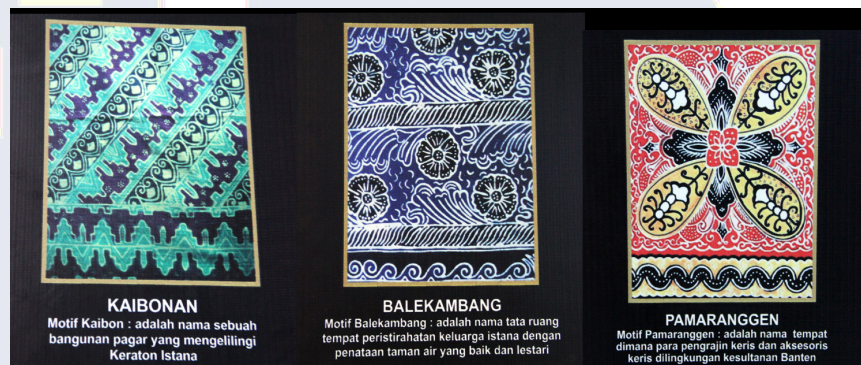 KAIBONAN
Motif Kaibon : adalah nama sebuah
bangunan pagar yang mengelilingi
Keraton Istana
BALEKAMBANG
Motif Balekambang : adalah nama tata ruang
tempat peristirahatan keluarga istana dengan
penataan taman air yang baik dan lestari
PAMARANGGEN
Motif Pamaranggen : adalah nama tempat
dimana para pengrajin keris dan aksesoris
keris dilingkungan kesultanan Banten